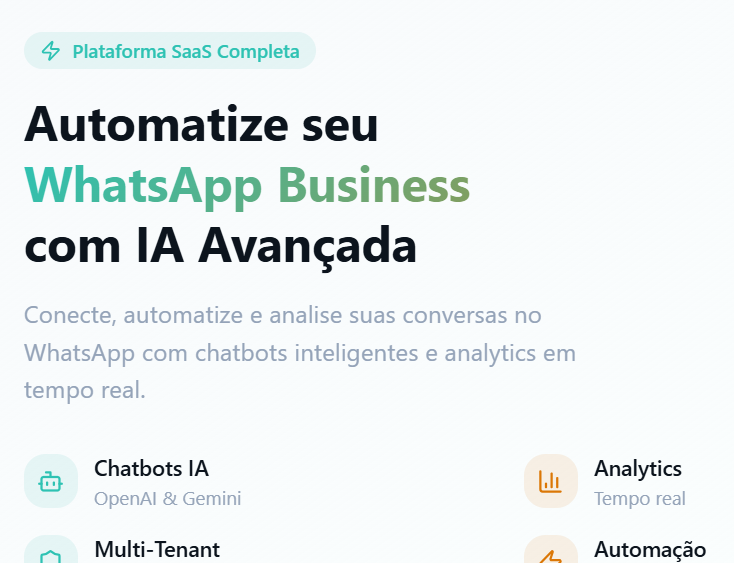 Plataforma SaaS Completa
Automatize seu
WhatsApp Business
com IA Avançada
Conecte, automatize e analise suas conversas no
WhatsApp com chatbots inteligentes e analytics em
tempo real.
Chatbots IA
OpenAI & Gemini
Analytics
Tempo real
Multi-Tenant
Automação